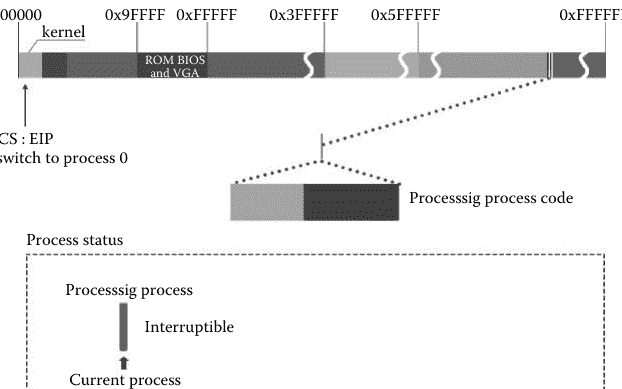 00000 0x9FFFF 0xFFFFF 0x3FFFFF 0x5FFFFF 0xFFFFFF
kernel
ROM BIOS
and VGA
CS : EIP
switch to process 0
Processsig process code
Process status
Processsig process
Interruptible
Current process